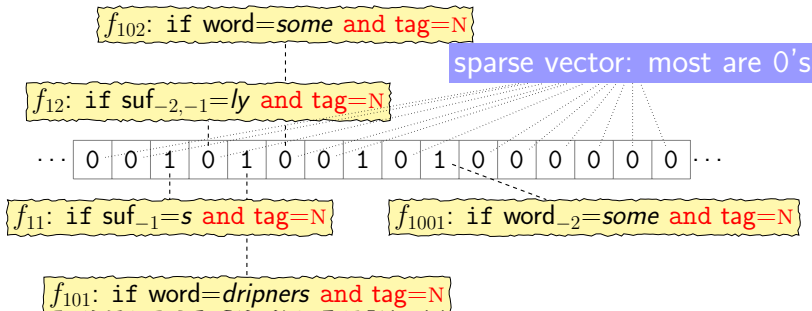 f₁₀₂: if word=some and tag=N
sparse vector: most are 0's
f₁₂: if suf₋₂,₋₁=ly and tag=N
··· 0 0 1 0 1 0 0 1 0 1 0 0 0 0 0 0 ···
f₁₁: if suf₋₁=s and tag=N
f₁₀₀₁: if word₋₂=some and tag=N
f₁₀₁: if word=dripners and tag=N